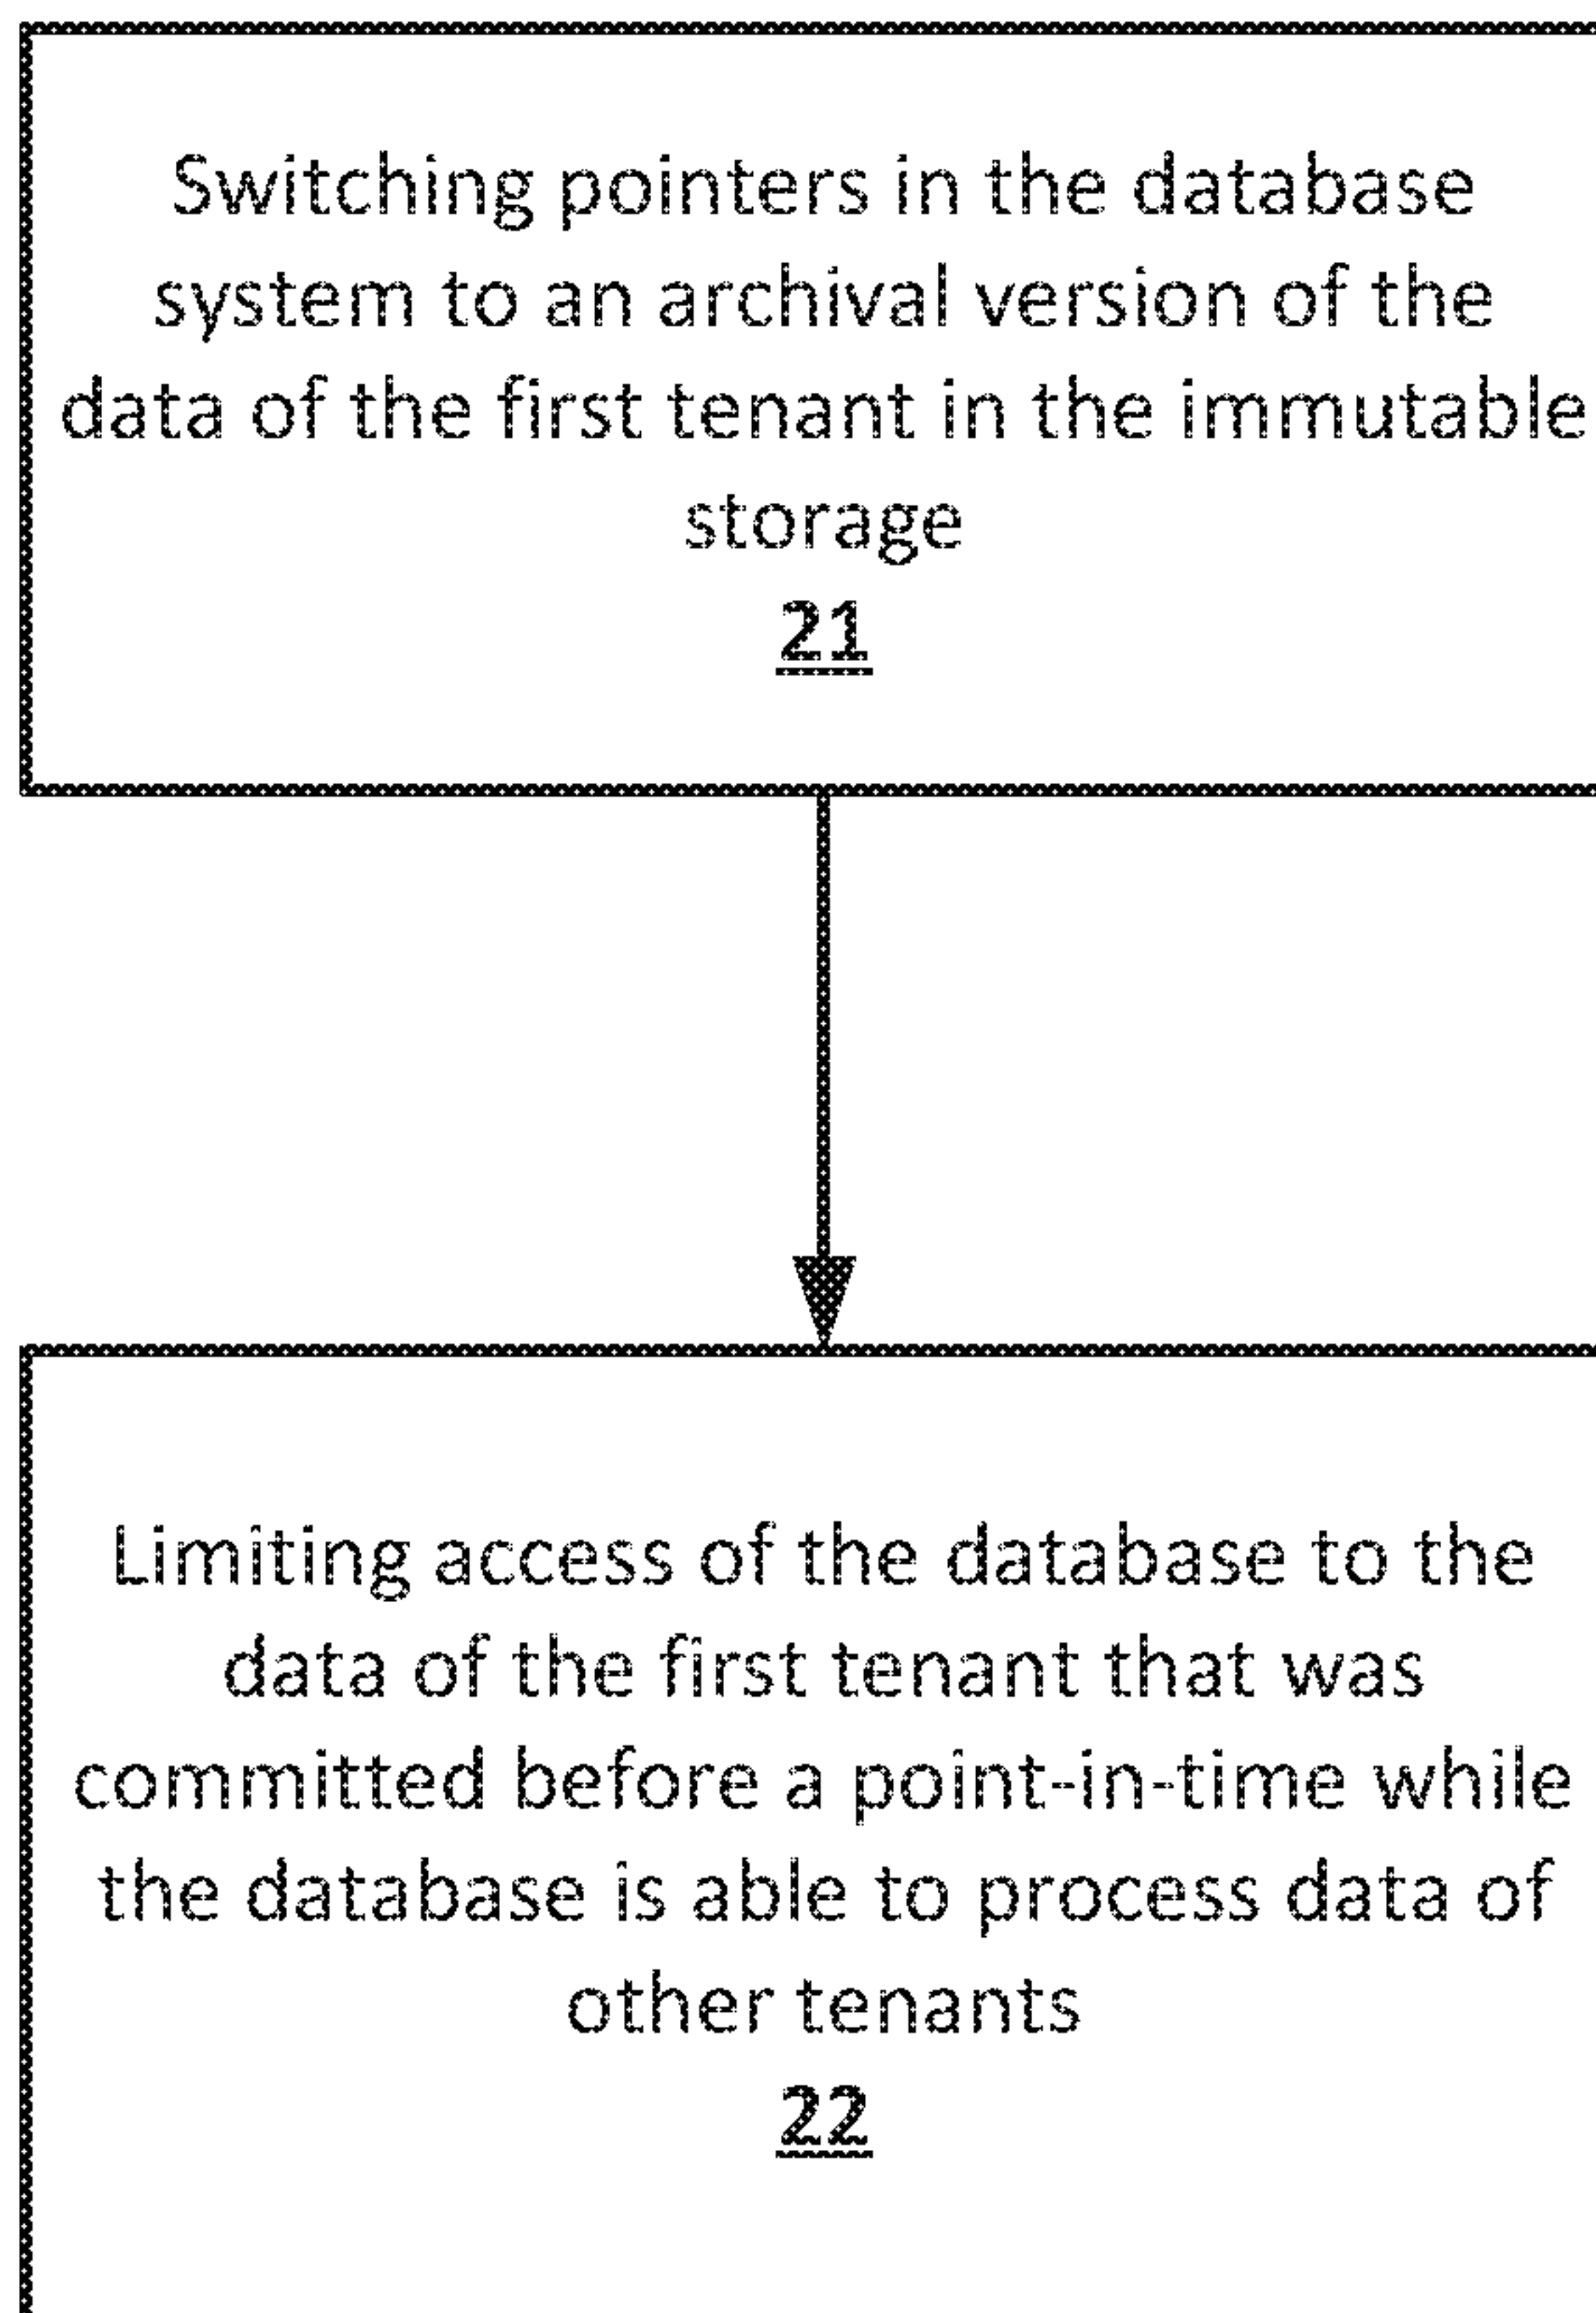 Switching pointers in the database
system to an archival version of the
data of the first tenant in the immutable
storage
21
Limiting access of the database to the
data of the first tenant that was
committed before a point-in-time while
the database is able to process data of
other tenants
22